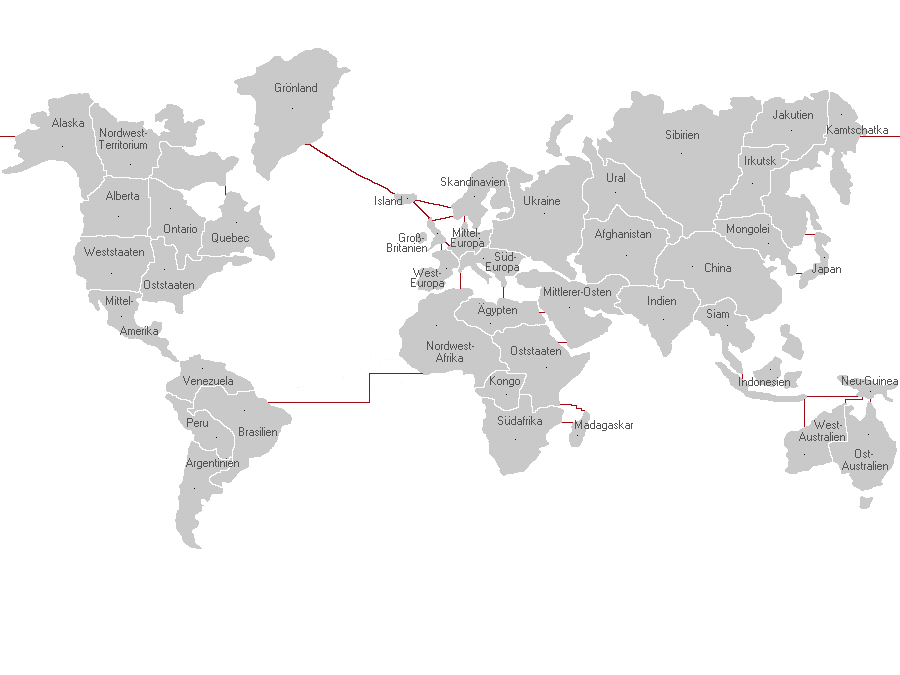 Grönland
Alaska
Nordwest-
Territorium
Jakutien
Kamtschatka
Sibirien
Irkutsk
Alberta
Island
Skandinavien
Ukraine
Ural
Ontario
Quebec
Groß-
Britanien
Mittel-
Europa
Afghanistan
Mongolei
Weststaaten
Süd-
Europa
China
Japan
West-
Europa
Oststaaten
Mittlerer-Osten
Indien
Mittel-
Amerika
Ägypten
Siam
Nordwest-
Afrika
Oststaaten
Venezuela
Kongo
Indonesien
Neu-Guinea
Peru
Brasilien
Südafrika
Madagaskar
West-
Australien
Argentinien
Ost-
Australien